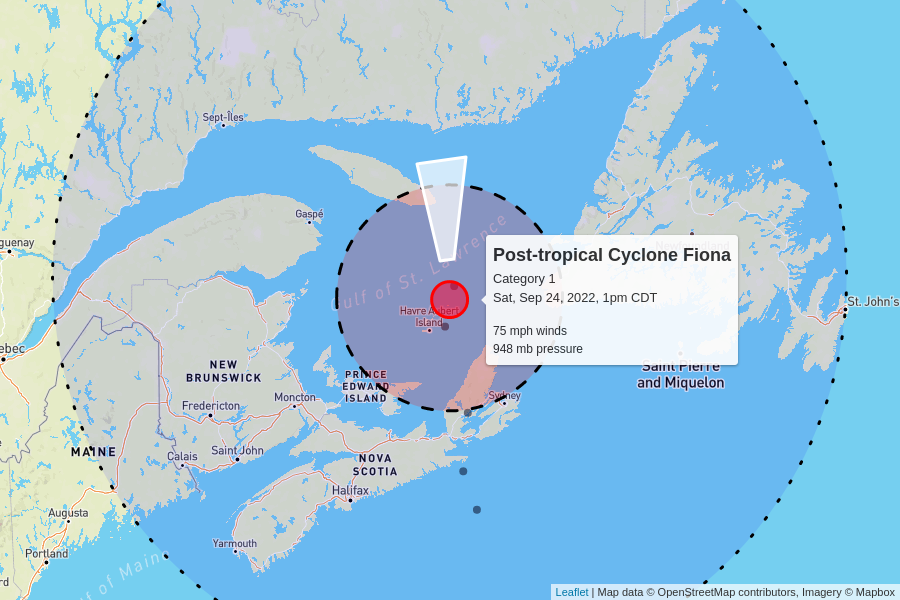 Sept-Îles
Gaspé
guenay
Gulf of St. Lawrence
Post-tropical Cyclone Fiona
Category 1
Sat, Sep 24, 2022, 1pm CDT
75 mph winds
948 mb pressure
Havre Aubert
Island
St. John's
ebec
NEW
BRUNSWICK
PRINCE
EDWARD
ISLAND
Saint Pierre
and Miquelon
Fredericton
Moncton
Sydney
MAINE
Calais
Saint John
NOVA
SCOTIA
Halifax
Augusta
Yarmouth
Portland
f of Maine
rd
Leaflet | Map data © OpenStreetMap contributors, Imagery © Mapbox